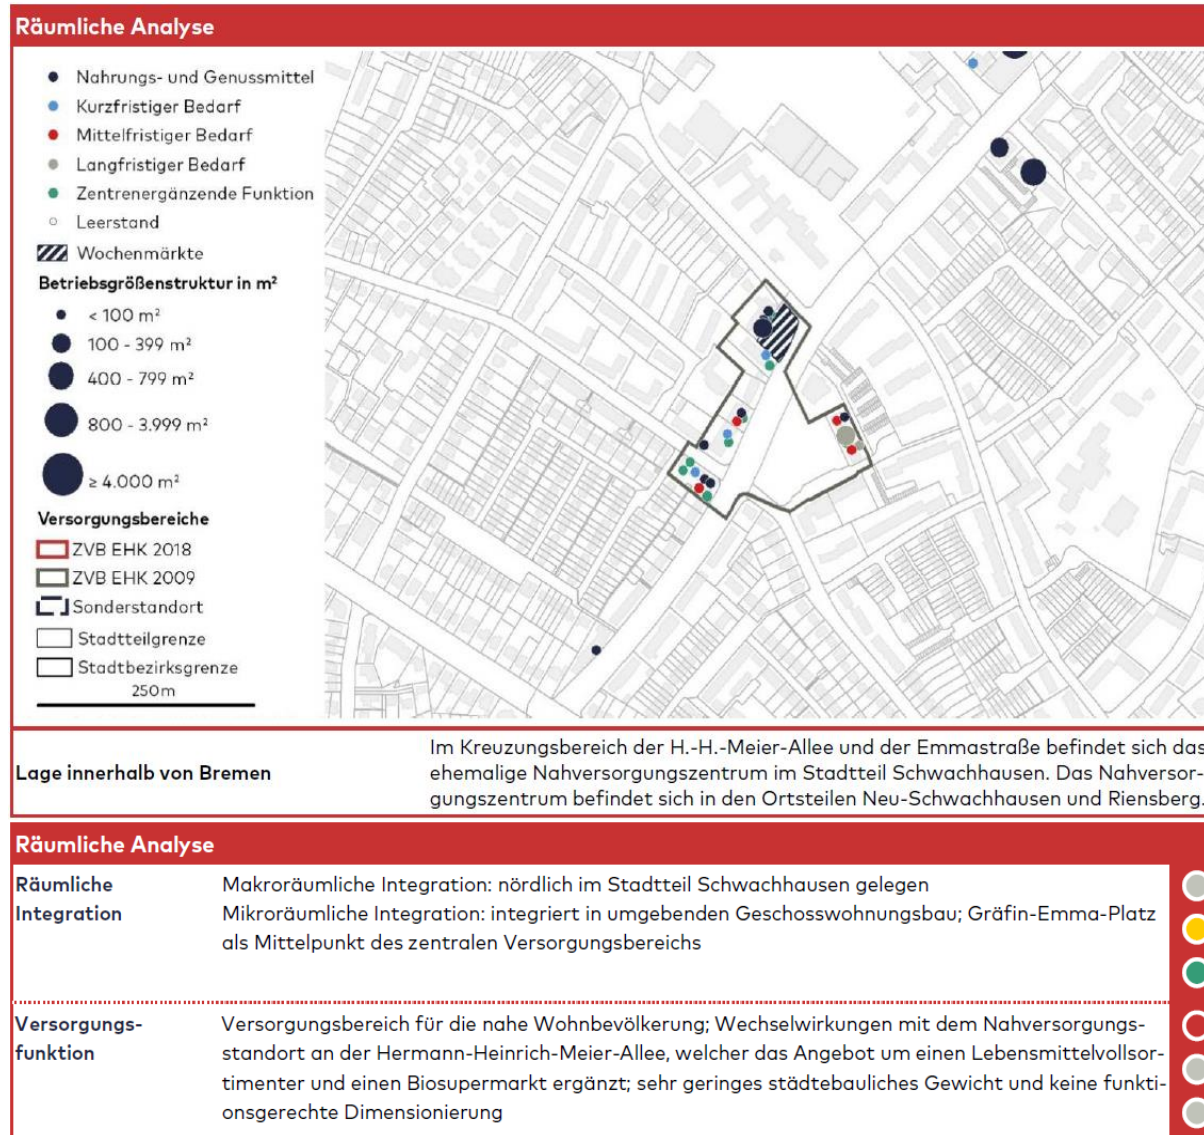 Räumliche Analyse
Nahrungs- und Genussmittel
Kurzfristiger Bedarf
Mittelfristiger Bedarf
Langfristiger Bedarf
Zentrenergänzende Funktion
Leerstand
Wochenmärkte
Betriebsgrößenstruktur in m²
< 100 m²
100 - 399 m²
400 - 799 m²
800 - 3.999 m²
≥ 4.000 m²
Versorgungsbereiche
ZVB EHK 2018
ZVB EHK 2009
Sonderstandort
Stadtteilgrenze
Stadtbezirksgrenze
250m
Lage innerhalb von Bremen
Im Kreuzungsbereich der H.-H.-Meier-Allee und der Emmastraße befindet sich das
ehemalige Nahversorgungszentrum im Stadtteil Schwachhausen. Das Nahversor-
gungszentrum befindet sich in den Ortsteilen Neu-Schwachhausen und Riensberg.
Räumliche Analyse
Räumliche
Integration
Makroräumliche Integration: nördlich im Stadtteil Schwachhausen gelegen
Mikroräumliche Integration: integriert in umgebenden Geschosswohnungsbau; Gräfin-Emma-Platz
als Mittelpunkt des zentralen Versorgungsbereichs
Versorgungs-
funktion
Versorgungsbereich für die nahe Wohnbevölkerung; Wechselwirkungen mit dem Nahversorgungs-
standort an der Hermann-Heinrich-Meier-Allee, welcher das Angebot um einen Lebensmittelvollsor-
timenter und einen Biosupermarkt ergänzt; sehr geringes städtebauliches Gewicht und keine funkti-
onsgerechte Dimensionierung